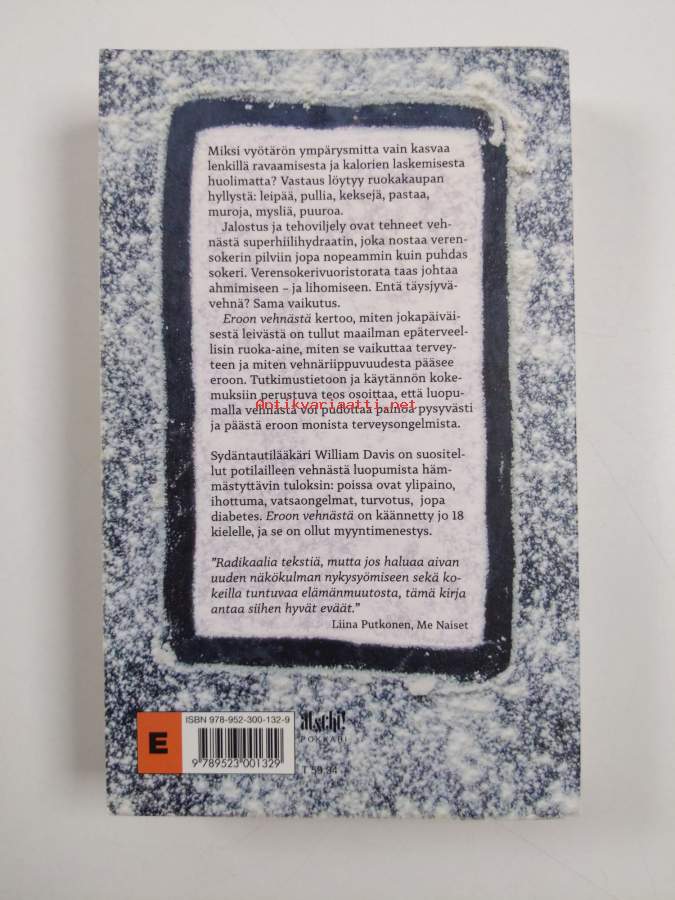 Miksi vyötärön ympärysmitta vain kasvaa
lenkillä ravaamisesta ja kalorien laskemisesta
huolimatta? Vastaus löytyy ruokakaupan
hyllystä: leipää, pullia, keksejä, pastaa,
muroja, mysliä, puuroa.
Jalostus ja tehoviljely ovat tehneet veh-
nästä superhiilihydraatin, joka nostaa veren-
sokerin pilviin jopa nopeammin kuin puhdas
sokeri. Verensokerivuoristorata taas johtaa
ahmimiseen – ja lihomiseen. Entä täysjyvä-
vehnä? Sama vaikutus.
Eroon vehnästä kertoo, miten jokapäiväi-
sestä leivästä on tullut maailman epäterveel-
lisin ruoka-aine, miten se vaikuttaa tervey-
teen ja miten vehnäriippuvuudesta pääsee
eroon. Tutkimustietoon ja käytännön koke-
muksiin perustuva teos osoittaa, että luopu-
malla vehnästä voi pudottaa painoa pysyvästi
ja päästä eroon monista terveysongelmista.
Antikvariaatti.net
Sydäntautilääkäri William Davis on suositel-
lut potilailleen vehnästä luopumista häm-
mästyttävin tuloksin: poissa ovat ylipaino,
ihottuma, vatsaongelmat, turvotus, jopa
diabetes. Eroon vehnästä on käännetty jo 18
kielelle, ja se on ollut myyntimenestys.
"Radikaalia tekstiä, mutta jos haluaa aivan
uuden näkökulman nykysyömiseen sekä ko-
keilla tuntuvaa elämänmuutosta, tämä kirja
antaa siihen hyvät eväät."
Liina Putkonen, Me Naiset
E
ISBN 978-952-300-132-9
9 789523 001329
atschi!
POKKARI
T 59.34